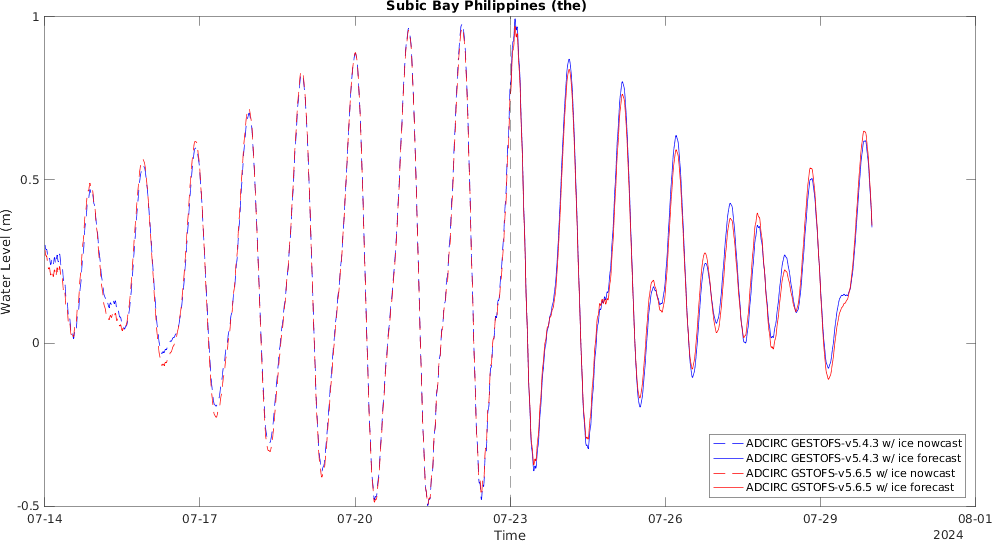 Subic Bay Philippines (the)
1
0.5
0
-0.5
Water Level (m)
07-14
07-17
07-20
07-23
07-26
07-29
08-01
Time
2024
ADCIRC GESTOFS-v5.4.3 w/ ice nowcast
ADCIRC GESTOFS-v5.4.3 w/ ice forecast
ADCIRC GSTOFS-v5.6.5 w/ ice nowcast
ADCIRC GSTOFS-v5.6.5 w/ ice forecast